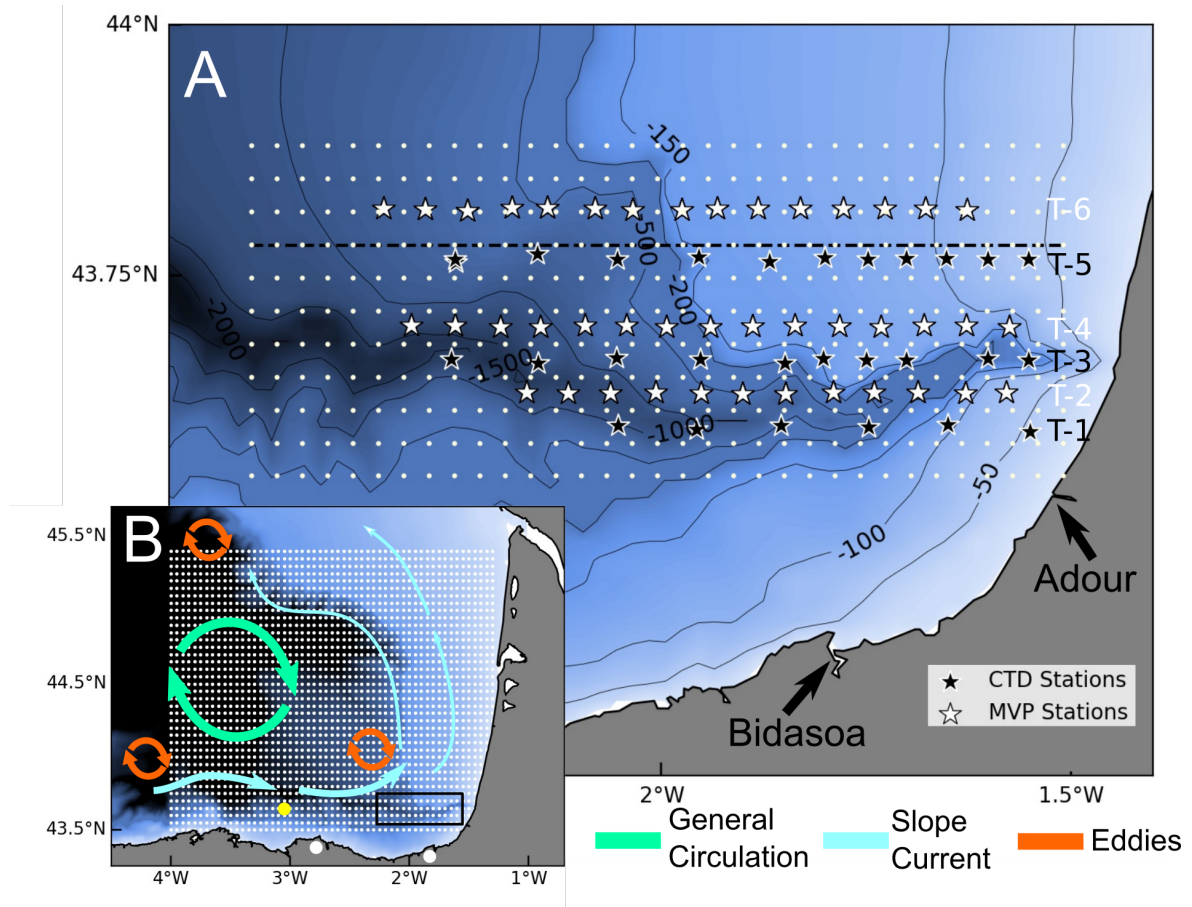 44°N
A
-150
T-6
500
T-5
43.75°N
-200
-2000
T-4
-1500
T-3
T-2
-1000
T-1
-50
-100
Adour
Bidasoa
CTD Stations
MVP Stations
2°W
1.5°W
B
45.5°N
44.5°N
43.5°N
4°W
3°W
2°W
1°W
General
Circulation
Slope
Current
Eddies